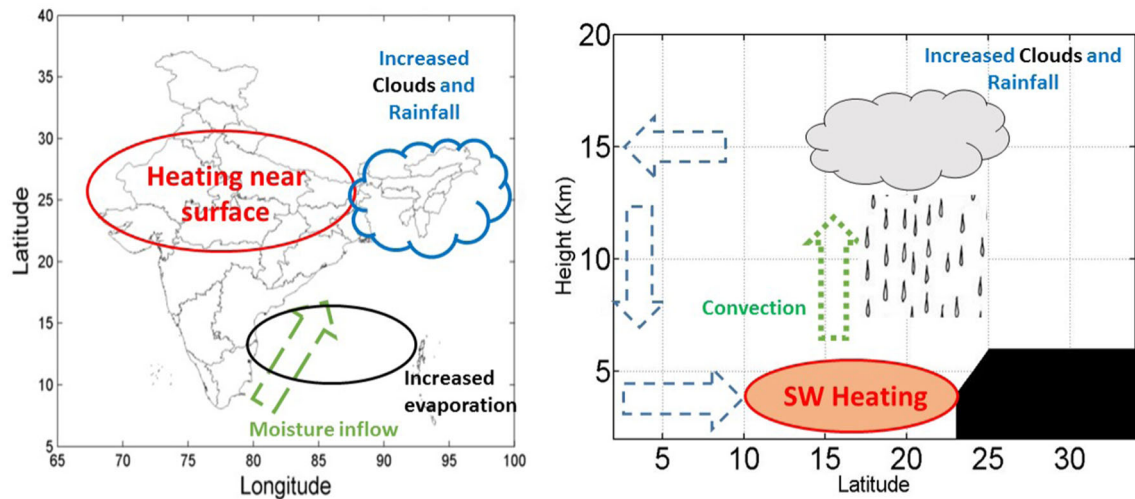 40
35
30
25
20
15
10
5
65
70
75
80
85
90
95
100
Latitude
Longitude
Increased
Clouds and
Rainfall
Heating near
surface
Increased
evaporation
Moisture inflow
20
15
10
5
5
10
15
20
25
30
Height (Km)
Latitude
Increased Clouds and
Rainfall
Convection
SW Heating